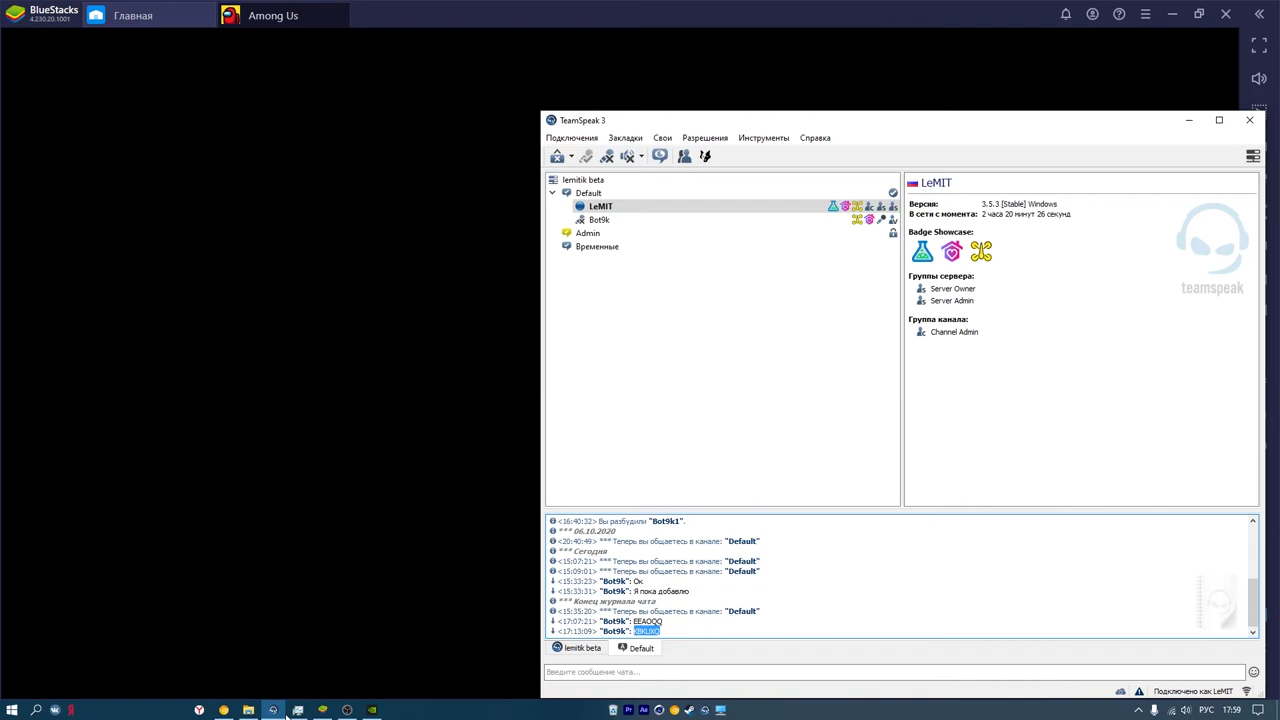 BlueStacks
4.230.20.1001
Главная
Among Us
TeamSpeak 3
Подключения Закладки Свои Разрешения Инструменты Справка
lemitik beta
Default
LeMIT
Bot9k
Admin
Временные
LeMIT
Версия: 3.5.3 [Stable] Windows
В сети с момента: 2 часа 20 минут 26 секунд
Badge Showcase:
Группы сервера:
Server Owner
Server Admin
Группа канала:
Channel Admin
teamspeak
<16:40:32> Вы разбудили "Bot9k1".
*** 06.10.2020
<20:40:49> *** Теперь вы общаетесь в канале: "Default"
*** Сегодня
<15:07:21> *** Теперь вы общаетесь в канале: "Default"
<15:09:01> *** Теперь вы общаетесь в канале: "Default"
<15:33:23> "Bot9k": Ок
<15:33:31> "Bot9k": Я пока добавлю
*** Конец журнала чата
<15:35:20> *** Теперь вы общаетесь в канале: "Default"
<17:07:21> "Bot9k": EEAOQQ
<17:13:09> "Bot9k":
lemitik beta Default
Введите сообщение чата...
Подключено как LeMIT
РУС 17:59